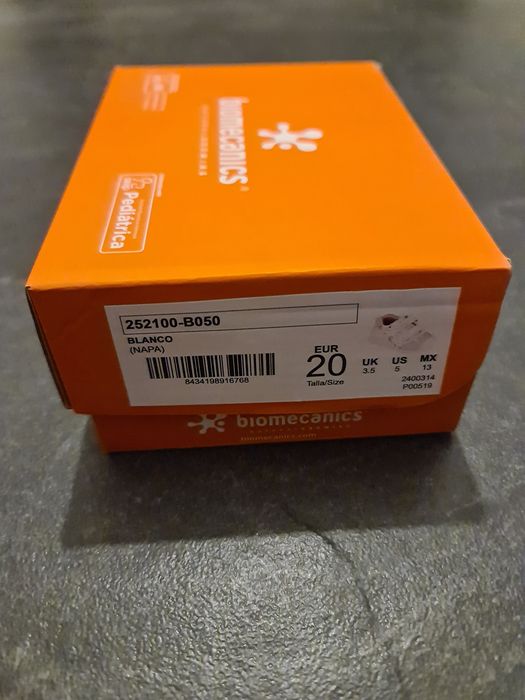 biomecanics
Pediátrica
252100-B050
BLANCO
(NAPA)
8434198916768
EUR
20
Talla/Size
UK
3.5
US
5
MX
13
2400314
P00519
biomecanics
biomecanics.com